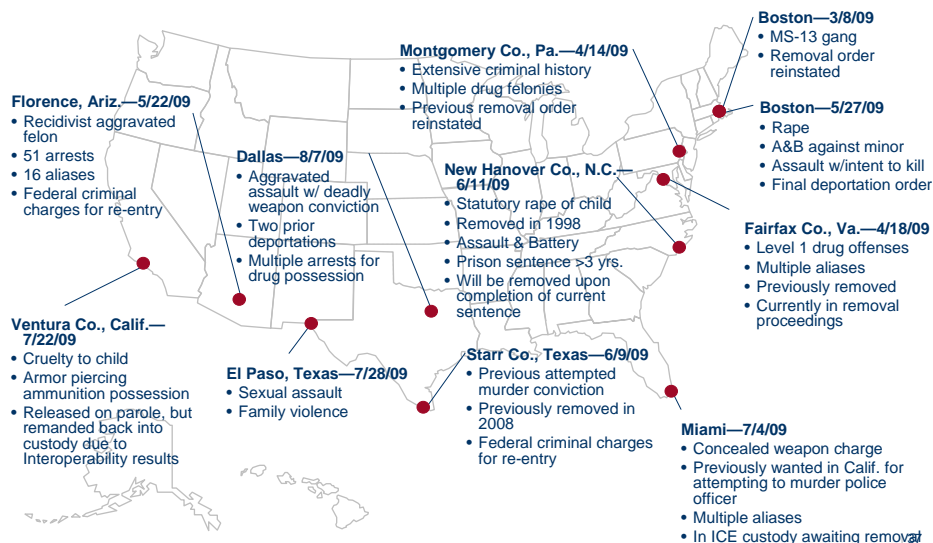 Boston—3/8/09
• MS-13 gang
• Removal order
reinstated
Montgomery Co., Pa.—4/14/09
• Extensive criminal history
• Multiple drug felonies
• Previous removal order
reinstated
Florence, Ariz.—5/22/09
• Recidivist aggravated
felon
• 51 arrests
• 16 aliases
• Federal criminal
charges for re-entry
Boston—5/27/09
• Rape
• A&B against minor
• Assault w/intent to kill
• Final deportation order
Dallas—8/7/09
• Aggravated
assault w/ deadly
weapon conviction
• Two prior
deportations
• Multiple arrests for
drug possession
New Hanover Co., N.C.—
6/11/09
• Statutory rape of child
• Removed in 1998
• Assault & Battery
• Prison sentence >3 yrs.
• Will be removed upon
completion of current
sentence
Fairfax Co., Va.—4/18/09
• Level 1 drug offenses
• Multiple aliases
• Previously removed
• Currently in removal
proceedings
Ventura Co., Calif.—
7/22/09
• Cruelty to child
• Armor piercing
ammunition possession
• Released on parole, but
remanded back into
custody due to
Interoperability results
El Paso, Texas—7/28/09
• Sexual assault
• Family violence
Starr Co., Texas—6/9/09
• Previous attempted
murder conviction
• Previously removed in
2008
• Federal criminal charges
for re-entry
Miami—7/4/09
• Concealed weapon charge
• Previously wanted in Calif. for
attempting to murder police
officer
• Multiple aliases
• In ICE custody awaiting removal